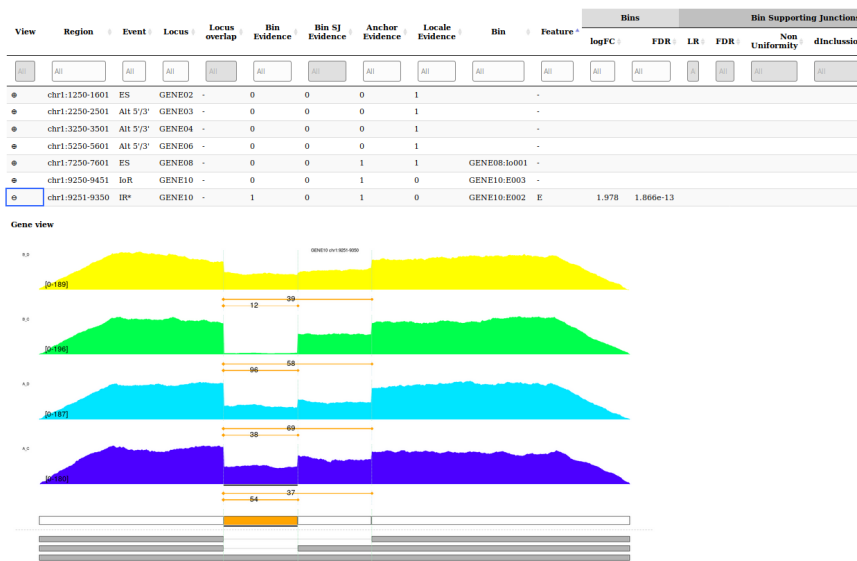 Bins Bin Supporting Junctions
View Region Event Locus Locus overlap Bin Evidence Bin SJ Evidence Anchor Evidence Locale Evidence Bin Feature logFC FDR LR FDR Non Uniformity dInclusio
All All All All All All All All All All All All All A All All All
chr1:1250-1601 ES GENE02 - 0 0 0 1 -
chr1:2250-2501 Alt 5'/3' GENE03 - 0 0 0 1 -
chr1:3250-3501 Alt 5'/3' GENE04 - 0 0 0 1 -
chr1:5250-5601 Alt 5'/3' GENE06 - 0 0 0 1 -
chr1:7250-7601 ES GENE08 - 0 0 1 1 GENE08:Io001 -
chr1:9250-9451 IoR GENE10 - 0 0 1 0 GENE10:E003 -
chr1:9251-9350 IR* GENE10 - 1 0 1 0 GENE10:E002 E 1.978 1.866e-13
Gene view
GENE10 chr1:9251-9350
B_D
[0-189]
39
12
B_C
[0-196]
58
96
A_D
[0-187]
69
38
A_C
37
54